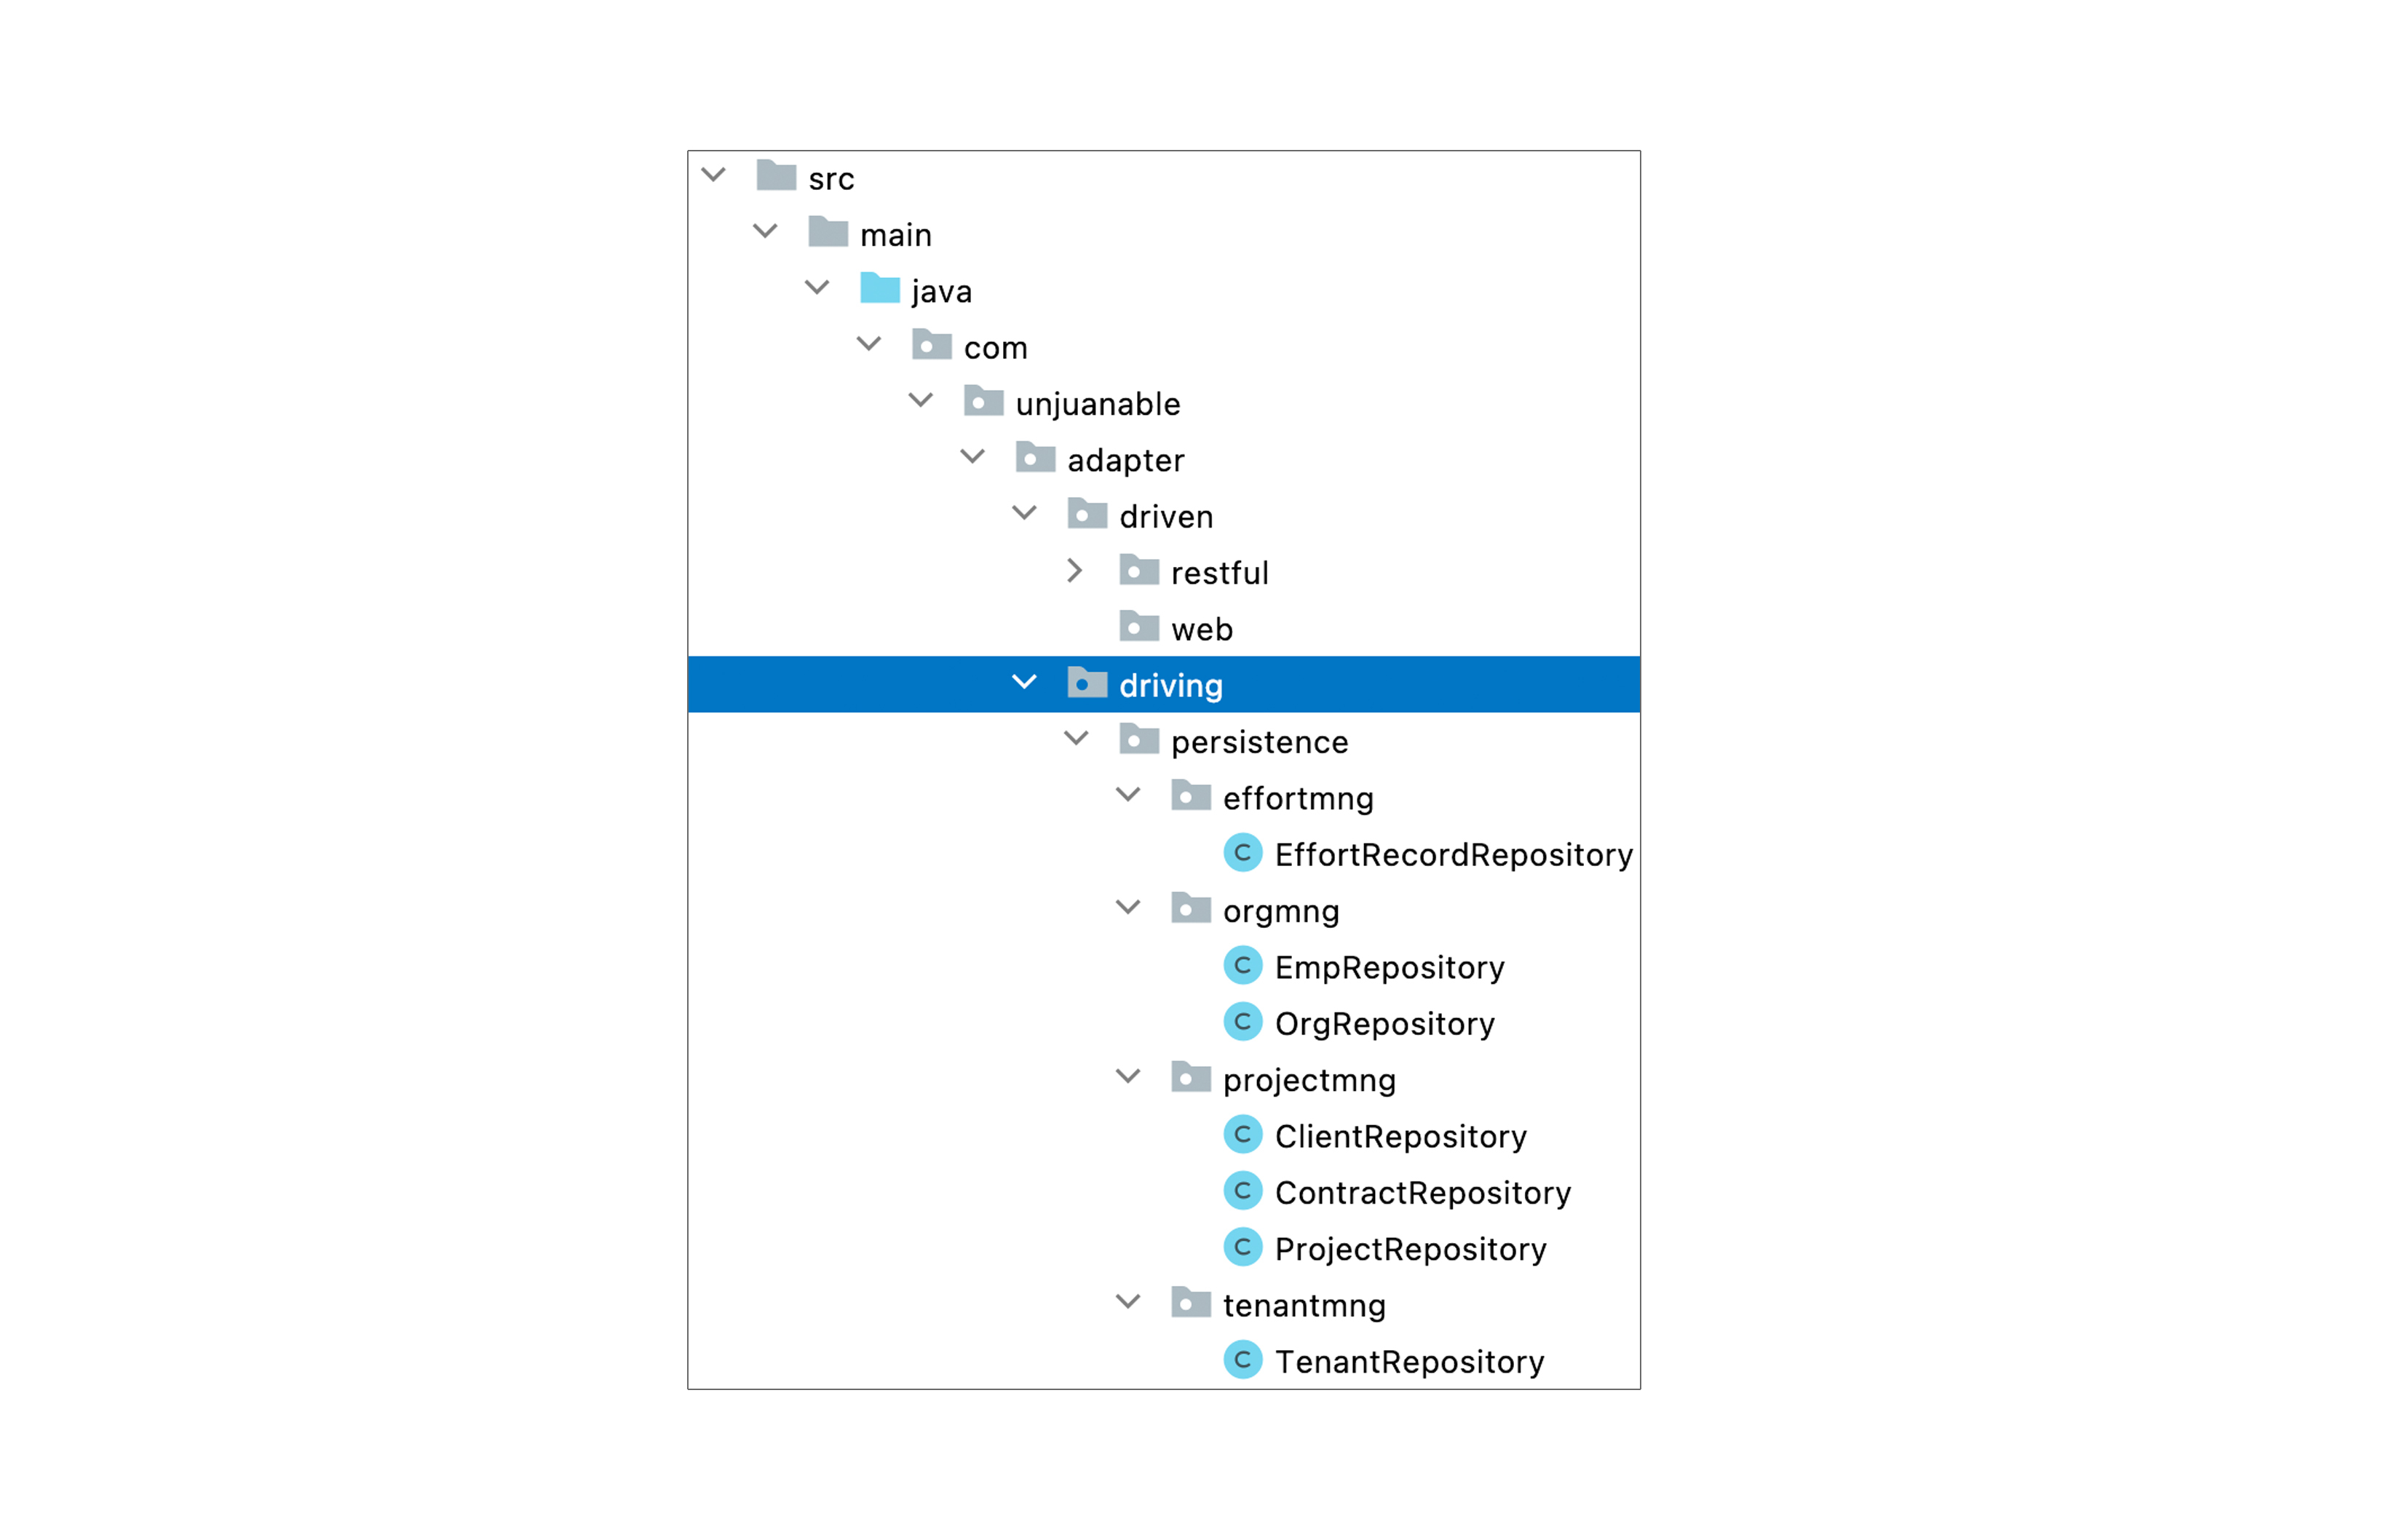 src
main
java
com
unjuanable
adapter
driven
restful
web
driving
persistence
effortmng
EffortRecordRepository
orgmng
EmpRepository
OrgRepository
projectmng
ClientRepository
ContractRepository
ProjectRepository
tenantmng
TenantRepository